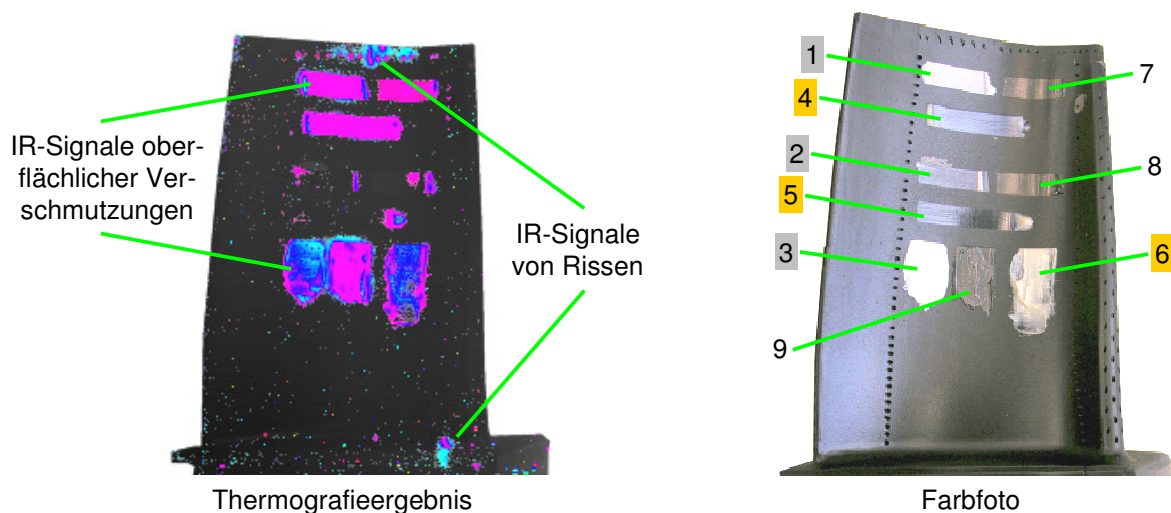 IR-Signale ober-
flächlicher Ver-
schmutzungen
IR-Signale
von Rissen
Thermografieergebnis
1
4
2
5
3
9
7
8
6
Farbfoto